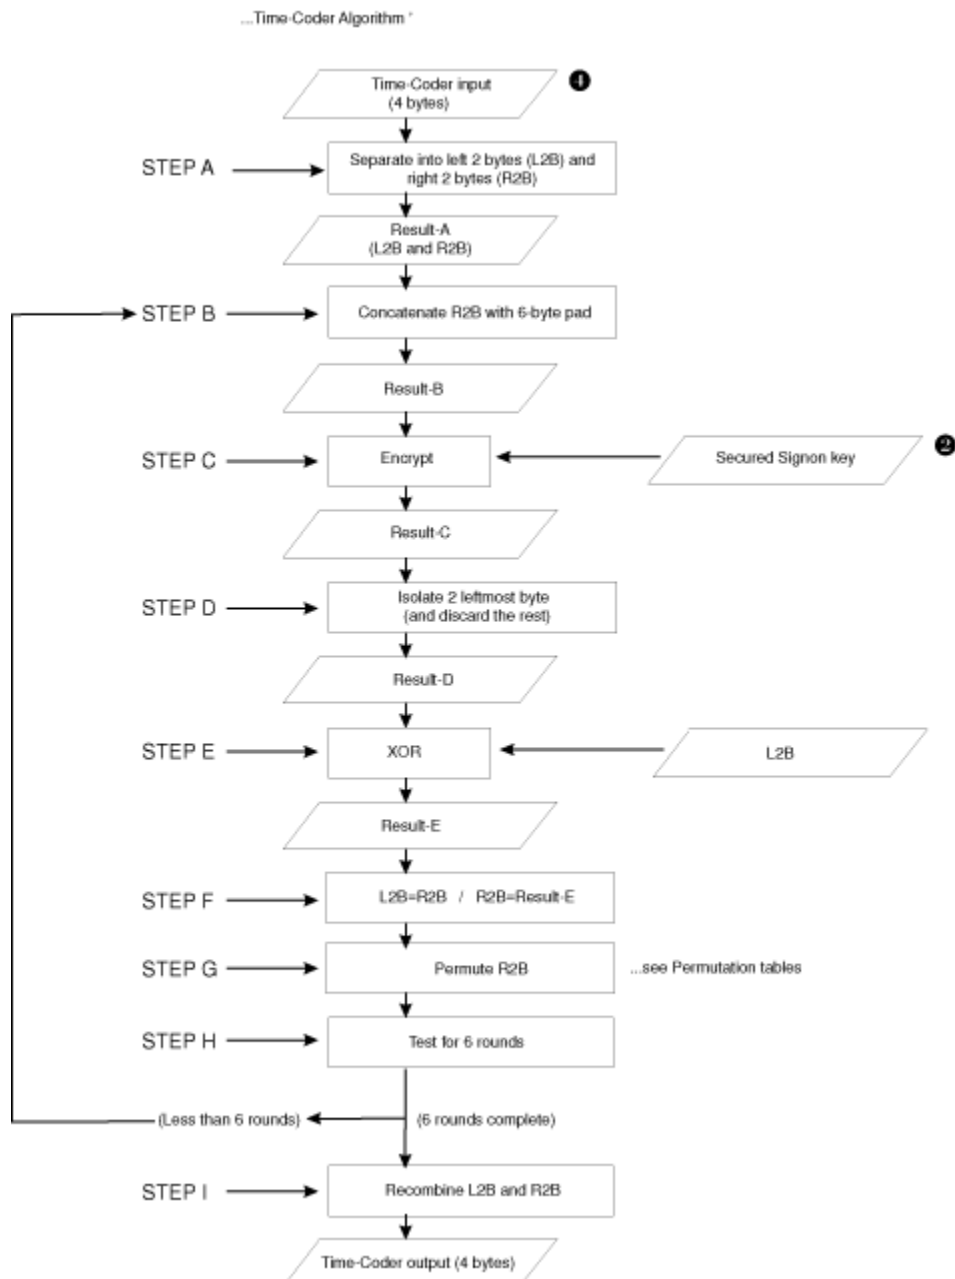 ...Time-Coder Algorithm
Time-Coder input
(4 bytes)
❹
STEP A
Separate into left 2 bytes (L2B) and
right 2 bytes (R2B)
Result-A
(L2B and R2B)
STEP B
Concatenate R2B with 6-byte pad
Result-B
STEP C
Encrypt
Secured Signon key
❷
Result-C
STEP D
Isolate 2 leftmost byte
(and discard the rest)
Result-D
STEP E
XOR
L2B
Result-E
STEP F
L2B=R2B / R2B=Result-E
STEP G
Permute R2B
...see Permutation tables
STEP H
Test for 6 rounds
(Less than 6 rounds)
(6 rounds complete)
STEP I
Recombine L2B and R2B
Time-Coder output (4 bytes)